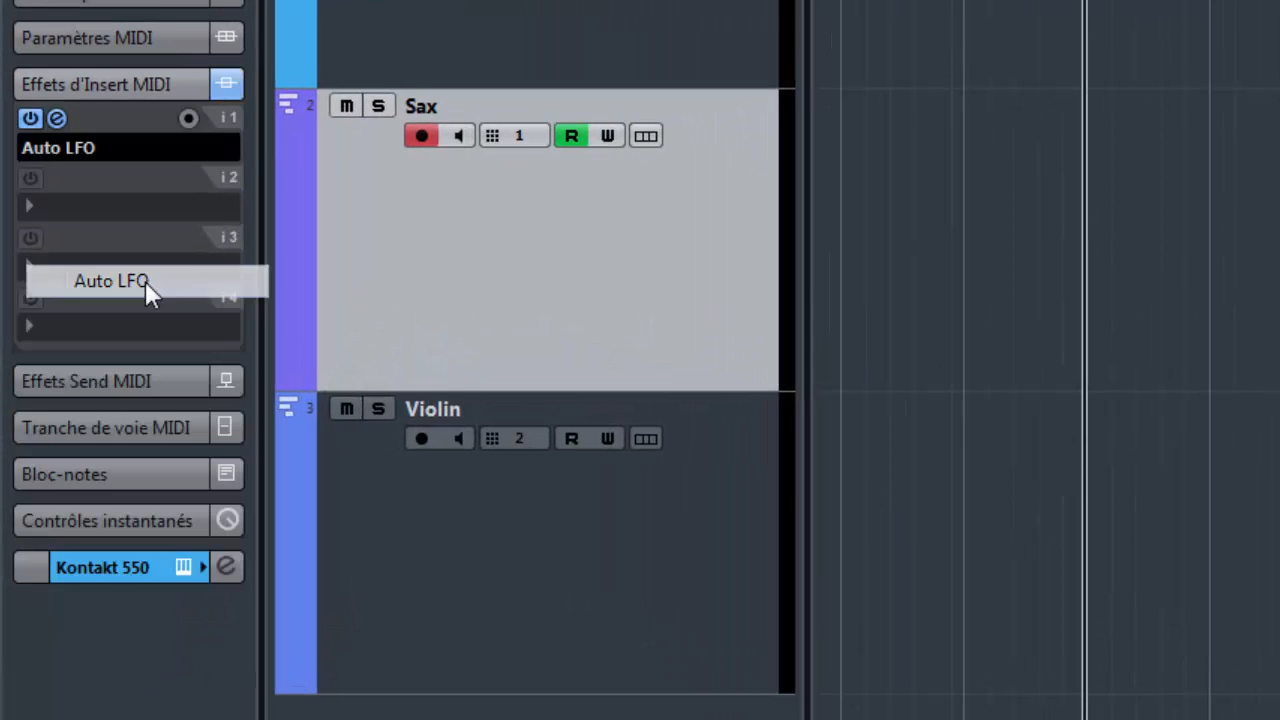 Paramètres MIDI
Effets d'Insert MIDI
i 1
Auto LFO
i 2
i 3
Auto LFO
i 4
Effets Send MIDI
Tranche de voie MIDI
Bloc-notes
Contrôles instantanés
Kontakt 550
2 m S Sax
1 R W
3 m S Violin
2 R W